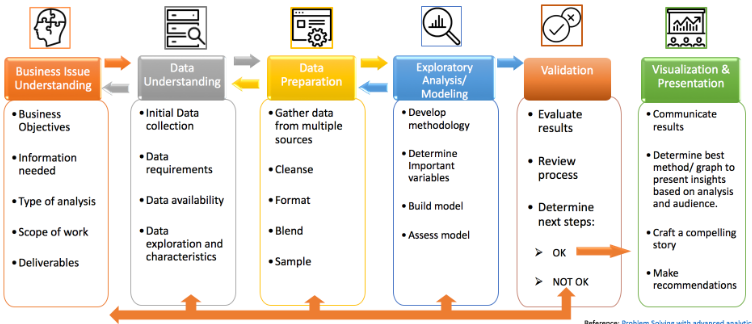 Business Issue
Understanding
Data
Understanding
Data
Preparation
Exploratory
Analysis/
Modeling
Validation
Visualization &
Presentation
• Business
Objectives
• Information
needed
• Type of analysis
• Scope of work
• Deliverables
• Initial Data
collection
• Data
requirements
• Data availability
• Data
exploration and
characteristics
• Gather data
from multiple
sources
• Cleanse
• Format
• Blend
• Sample
• Develop
methodology
• Determine
Important
variables
• Build model
• Assess model
• Evaluate
results
• Review
process
• Determine
next steps:
➢ OK
➢ NOT OK
• Communicate
results
• Determine best
method/ graph to
present insights
based on analysis
and audience.
• Craft a compelling
story
• Make
recommendations
Reference: Problem Solving with advanced analytic